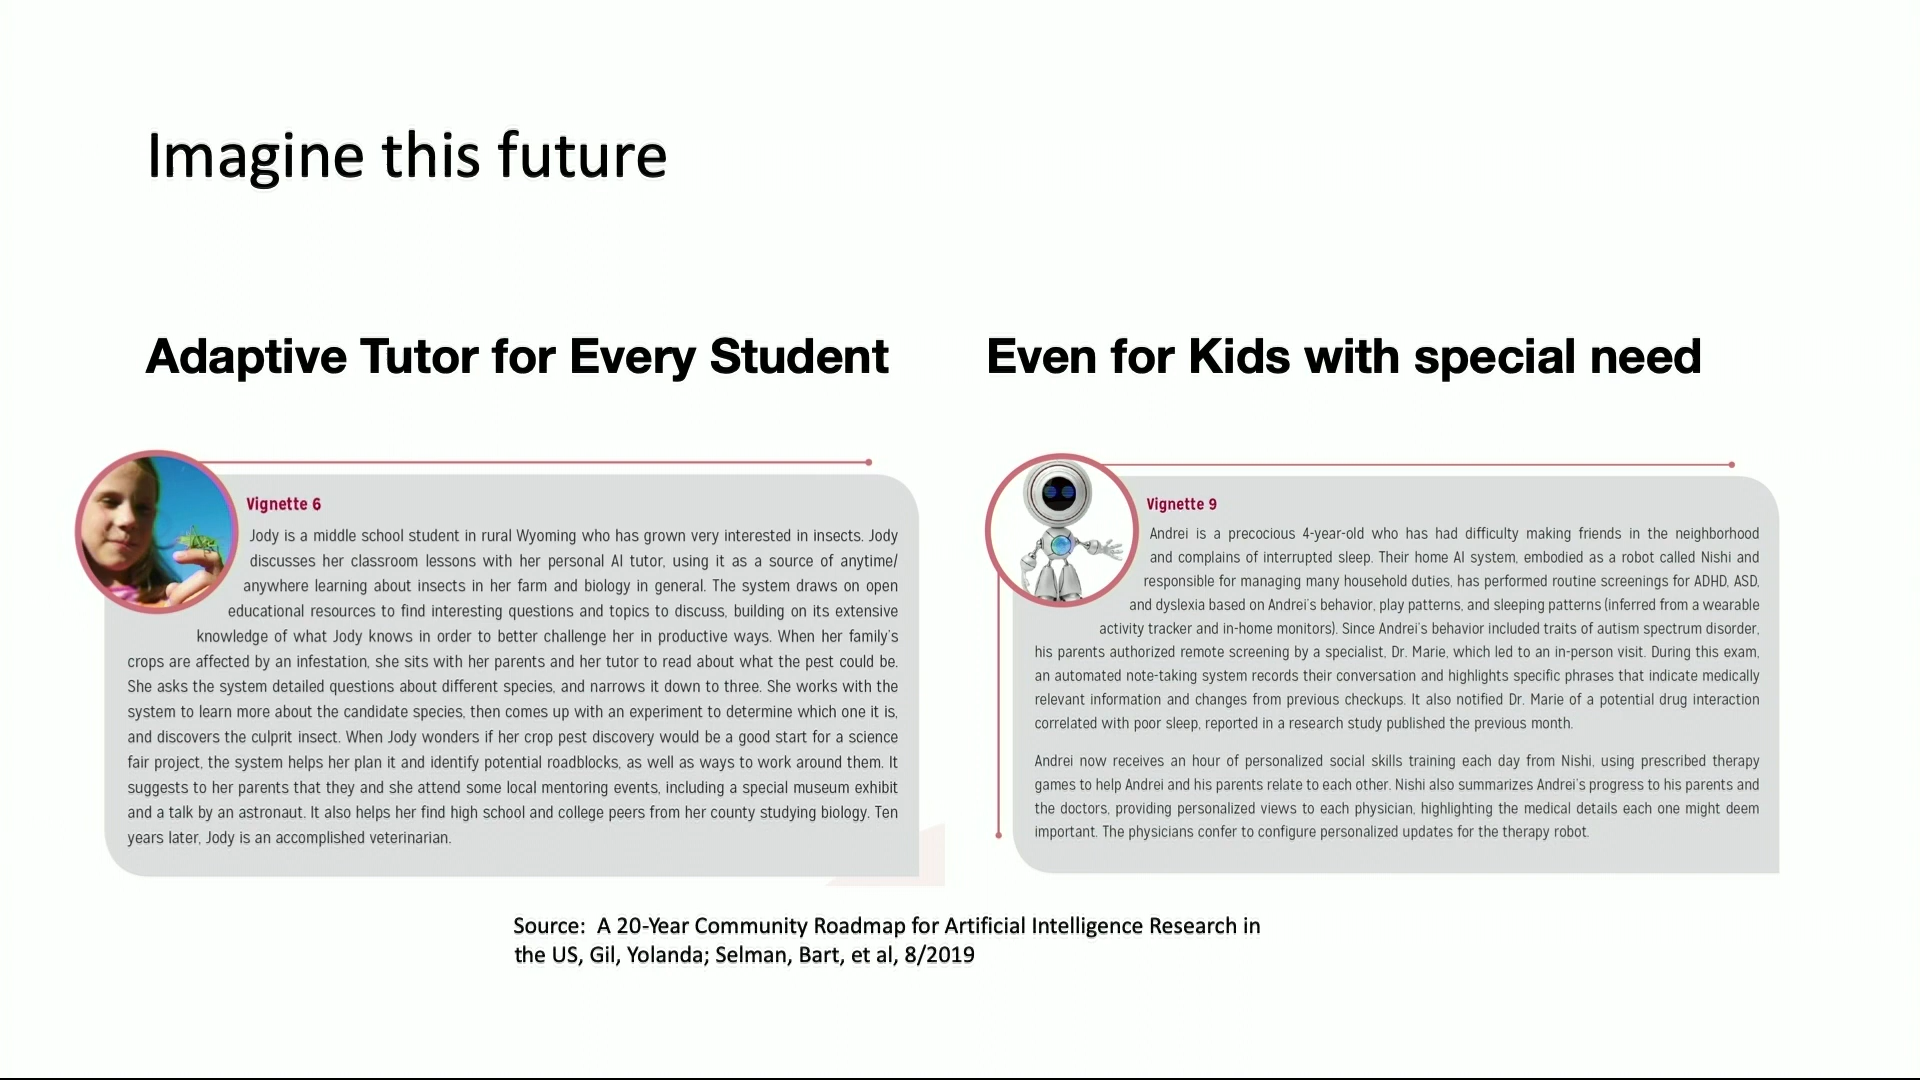 Imagine this future
Adaptive Tutor for Every Student
Vignette 6
Jody is a middle school student in rural Wyoming who has grown very interested in insects. Jody
discusses her classroom lessons with her personal AI tutor, using it as a source of anytime/
anywhere learning about insects in her farm and biology in general. The system draws on open
educational resources to find interesting questions and topics to discuss, building on its extensive
knowledge of what Jody knows in order to better challenge her in productive ways. When her family's
crops are affected by an infestation, she sits with her parents and her tutor to read about what the pest could be.
She asks the system detailed questions about different species, and narrows it down to three. She works with the
system to learn more about the candidate species, then comes up with an experiment to determine which one it is,
and discovers the culprit insect. When Jody wonders if her crop pest discovery would be a good start for a science
fair project, the system helps her plan it and identify potential roadblocks, as well as ways to work around them. It
suggests to her parents that they and she attend some local mentoring events, including a special museum exhibit
and a talk by an astronaut. It also helps her find high school and college peers from her county studying biology. Ten
years later, Jody is an accomplished veterinarian.
Even for Kids with special need
Vignette 9
Andrei is a precocious 4-year-old who has had difficulty making friends in the neighborhood
and complains of interrupted sleep. Their home AI system, embodied as a robot called Nishi and
responsible for managing many household duties, has performed routine screenings for ADHD, ASD,
and dyslexia based on Andrei's behavior, play patterns, and sleeping patterns (inferred from a wearable
activity tracker and in-home monitors). Since Andrei's behavior included traits of autism spectrum disorder,
his parents authorized remote screening by a specialist, Dr. Marie, which led to an in-person visit. During this exam,
an automated note-taking system records their conversation and highlights specific phrases that indicate medically
relevant information and changes from previous checkups. It also notified Dr. Marie of a potential drug interaction
correlated with poor sleep, reported in a research study published the previous month.
Andrei now receives an hour of personalized social skills training each day from Nishi, using prescribed therapy
games to help Andrei and his parents relate to each other. Nishi also summarizes Andrei's progress to his parents and
the doctors, providing personalized views to each physician, highlighting the medical details each one might deem
important. The physicians confer to configure personalized updates for the therapy robot.
Source: A 20-Year Community Roadmap for Artificial Intelligence Research in
the US, Gil, Yolanda; Selman, Bart, et al, 8/2019